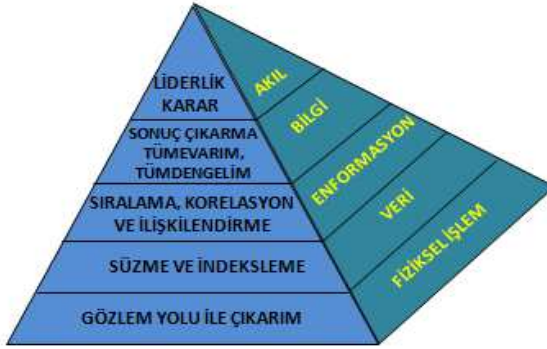 LİDERLİK
KARAR
SONUÇ ÇIKARMA
TÜMEVARIM,
TÜMDENGELİM
SIRALAMA, KORELASYON
VE İLİŞKİLENDİRME
SÜZME VE İNDEKSLEME
GÖZLEM YOLU İLE ÇIKARIM
AKIL
BİLGİ
ENFORMASYON
VERİ
FİZİKSEL İŞLEM